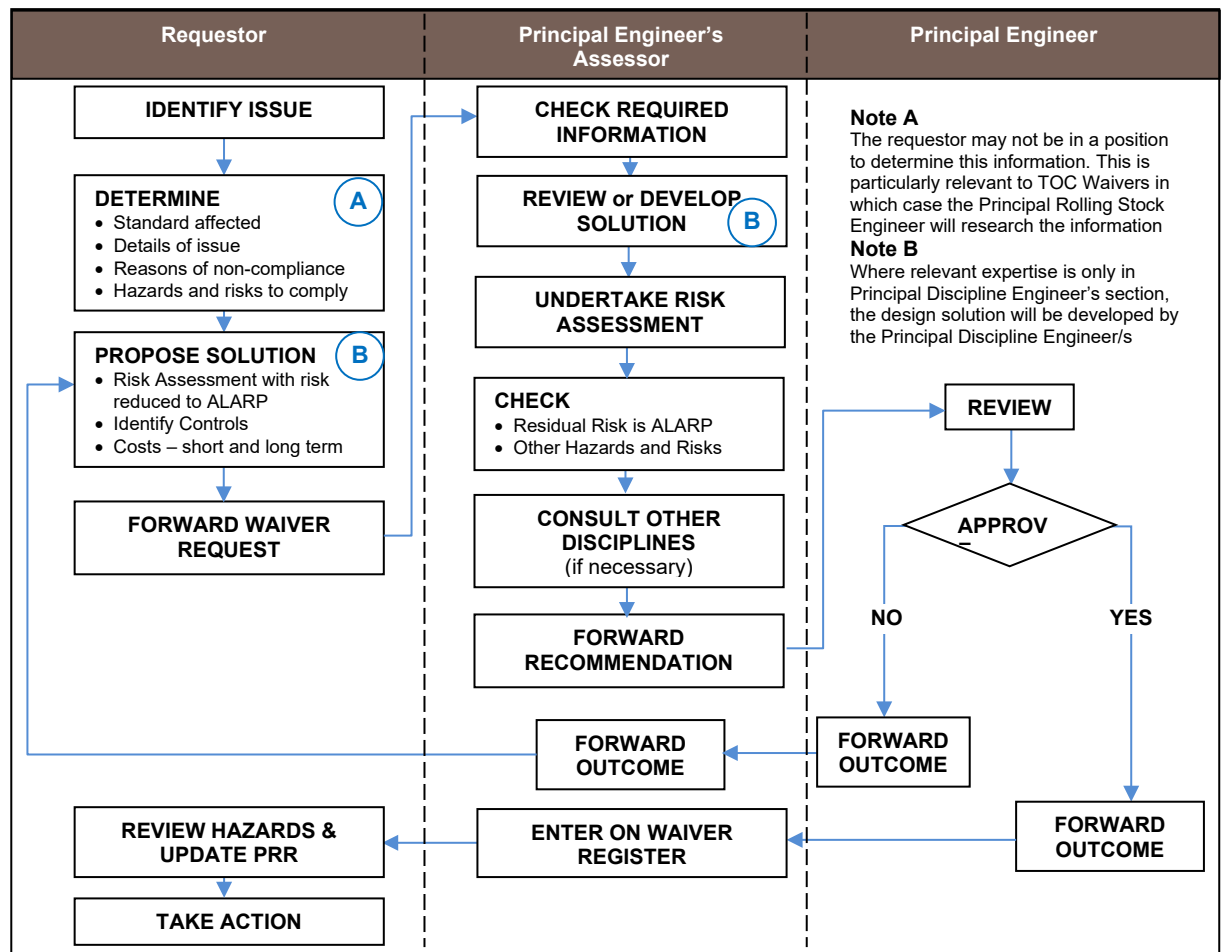 Requestor
Principal Engineer's
Assessor
Principal Engineer
IDENTIFY ISSUE
DETERMINE
A
• Standard affected
• Details of issue
• Reasons of non-compliance
• Hazards and risks to comply
PROPOSE SOLUTION
B
• Risk Assessment with risk
reduced to ALARP
• Identify Controls
• Costs – short and long term
FORWARD WAIVER
REQUEST
CHECK REQUIRED
INFORMATION
REVIEW or DEVELOP
SOLUTION
B
UNDERTAKE RISK
ASSESSMENT
CHECK
• Residual Risk is ALARP
• Other Hazards and Risks
CONSULT OTHER
DISCIPLINES
(if necessary)
FORWARD
RECOMMENDATION
Note A
The requestor may not be in a position
to determine this information. This is
particularly relevant to TOC Waivers in
which case the Principal Rolling Stock
Engineer will research the information
Note B
Where relevant expertise is only in
Principal Discipline Engineer's section,
the design solution will be developed by
the Principal Discipline Engineer/s
REVIEW
APPROV
NO
YES
FORWARD
OUTCOME
FORWARD
OUTCOME
FORWARD
OUTCOME
ENTER ON WAIVER
REGISTER
REVIEW HAZARDS &
UPDATE PRR
TAKE ACTION